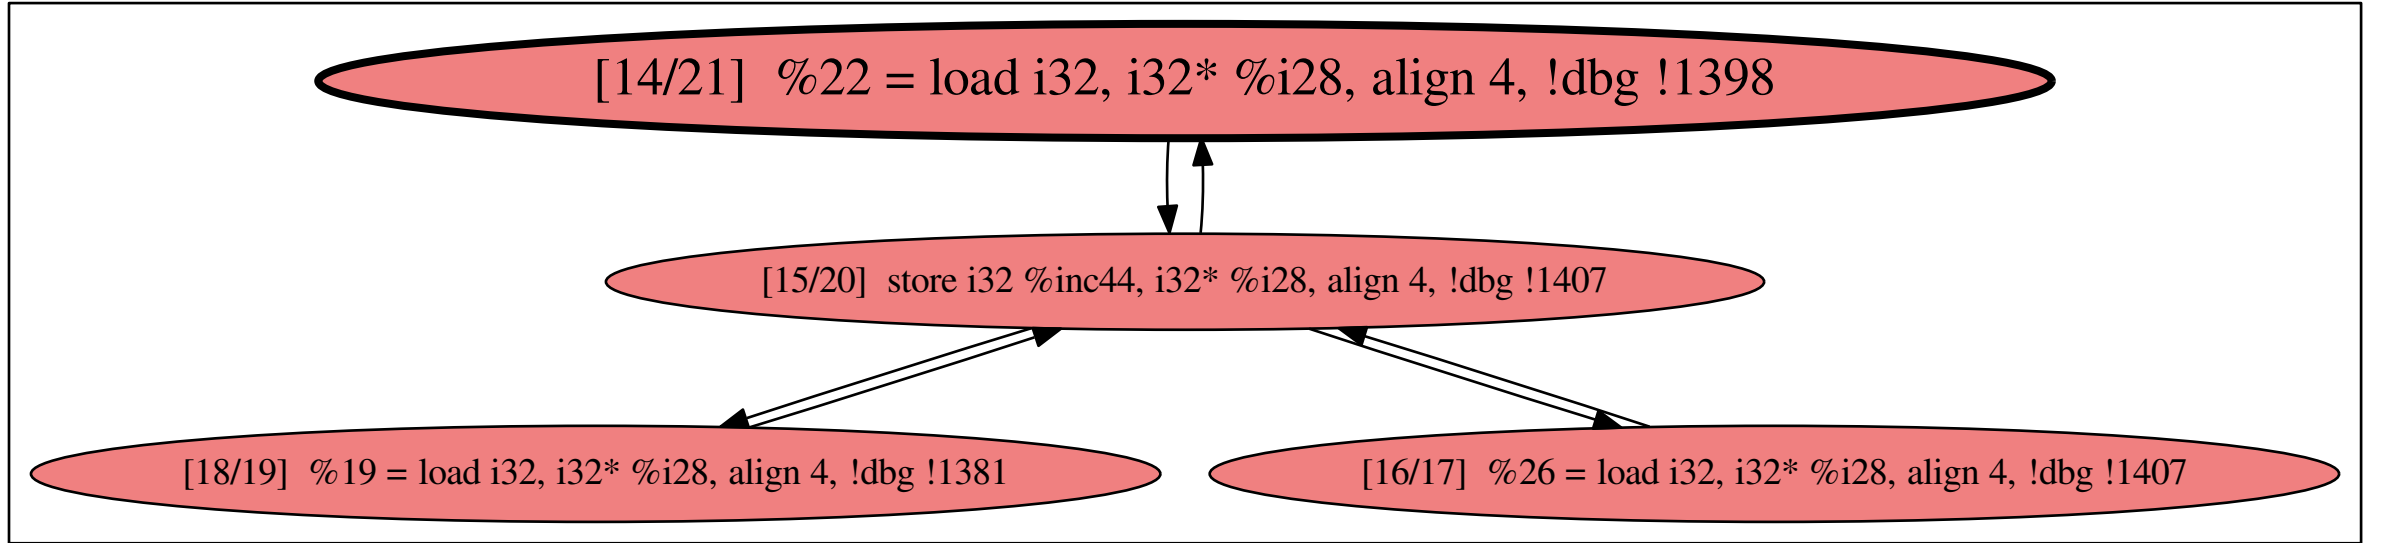 [14/21]  %22 = load i32, i32* %i28, align 4, !dbg !1398
[15/20]  store i32 %inc44, i32* %i28, align 4, !dbg !1407
[18/19]  %19 = load i32, i32* %i28, align 4, !dbg !1381
[16/17]  %26 = load i32, i32* %i28, align 4, !dbg !1407